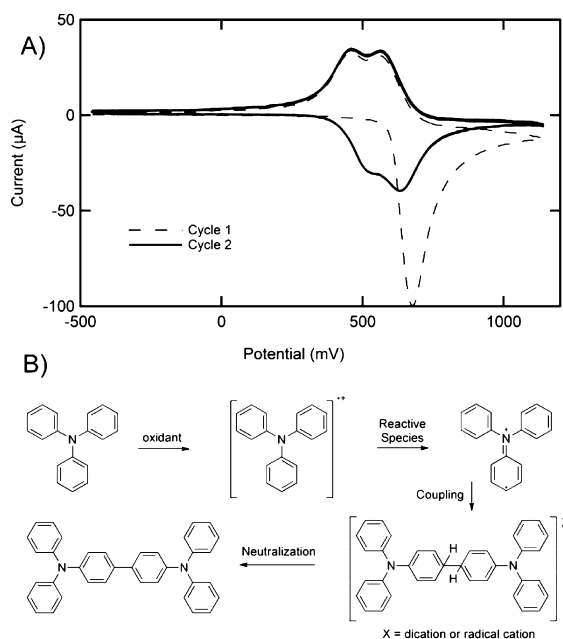 A)
50
0
-50
-100
Current (µA)
Cycle 1
Cycle 2
-500
0
500
1000
Potential (mV)
B)
N
oxidant
N
•+
Reactive
Species
N
+
•
Coupling
N
N
Neutralization
N
H
H
N
X = dication or radical cation